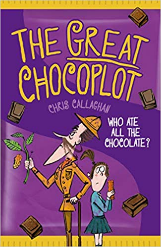 THE GREAT
CHOCOPLOT
CHRIS CALLAGHAN
WHO ATE
ALL THE
CHOCOLATE?